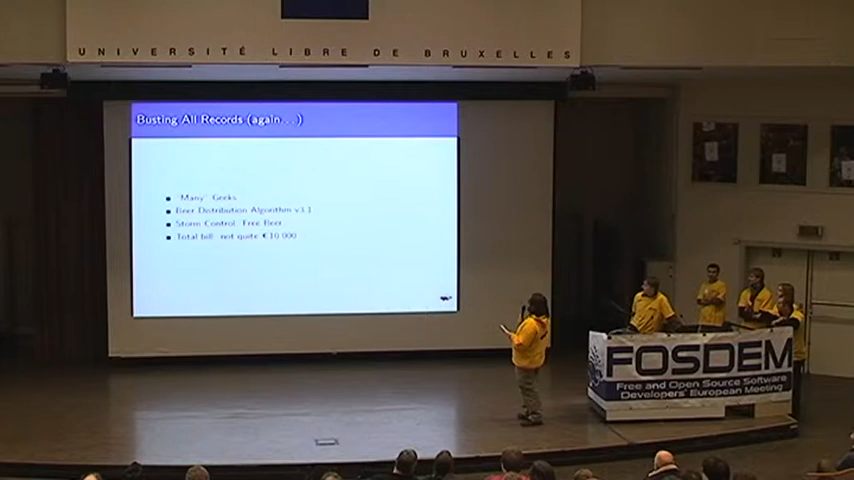 UNIVERSITÉ LIBRE DE BRUXELLES
Busting All Records (again...)
"Many" Geeks
Beer Distribution Algorithm v3.1
Storm Control: Free Beer
Total bill: not quite €10 000
FOSDEM
Free and Open Source Software
Developers' European Meeting